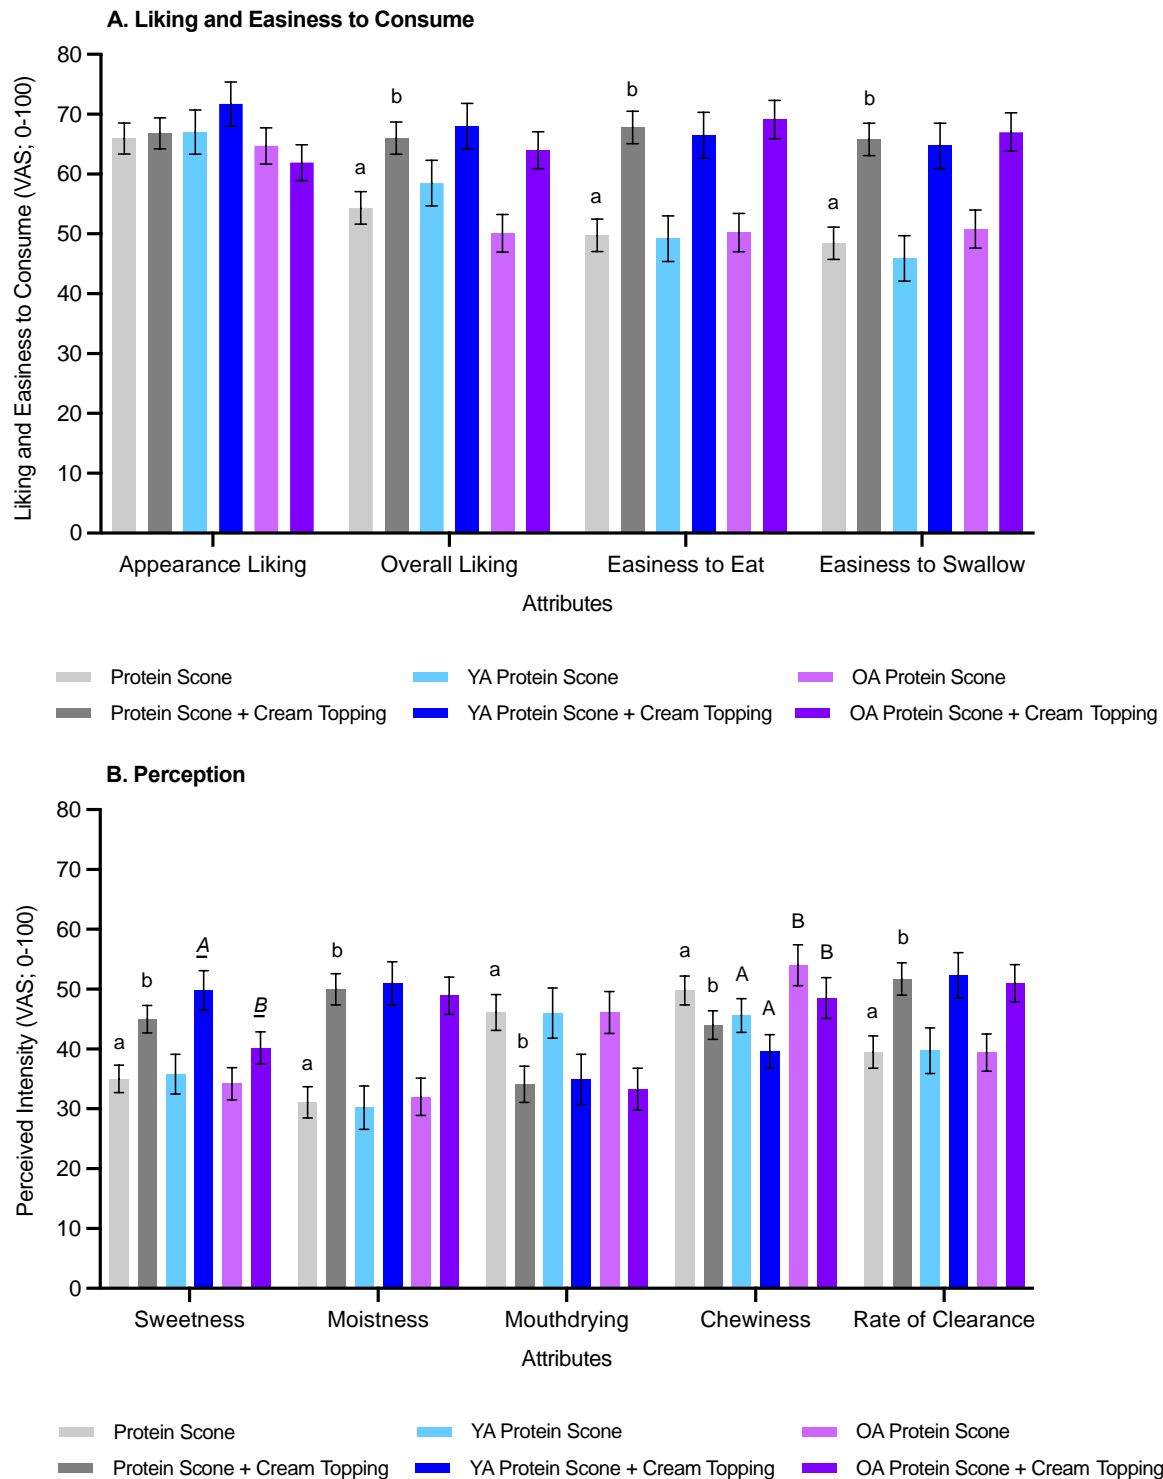 A. Liking and Easiness to Consume
Liking and Easiness to Consume (VAS; 0-100)
80
70
60
50
40
30
20
10
0
a
b
a
b
a
b
Appearance Liking
Overall Liking
Easiness to Eat
Easiness to Swallow
Attributes
Protein Scone
YA Protein Scone
OA Protein Scone
Protein Scone + Cream Topping
YA Protein Scone + Cream Topping
OA Protein Scone + Cream Topping
B. Perception
Perceived Intensity (VAS; 0-100)
80
70
60
50
40
30
20
10
0
a
b
A
B
a
b
a
b
a
b
A
A
B
B
a
b
Sweetness
Moistness
Mouthdrying
Chewiness
Rate of Clearance
Attributes
Protein Scone
YA Protein Scone
OA Protein Scone
Protein Scone + Cream Topping
YA Protein Scone + Cream Topping
OA Protein Scone + Cream Topping